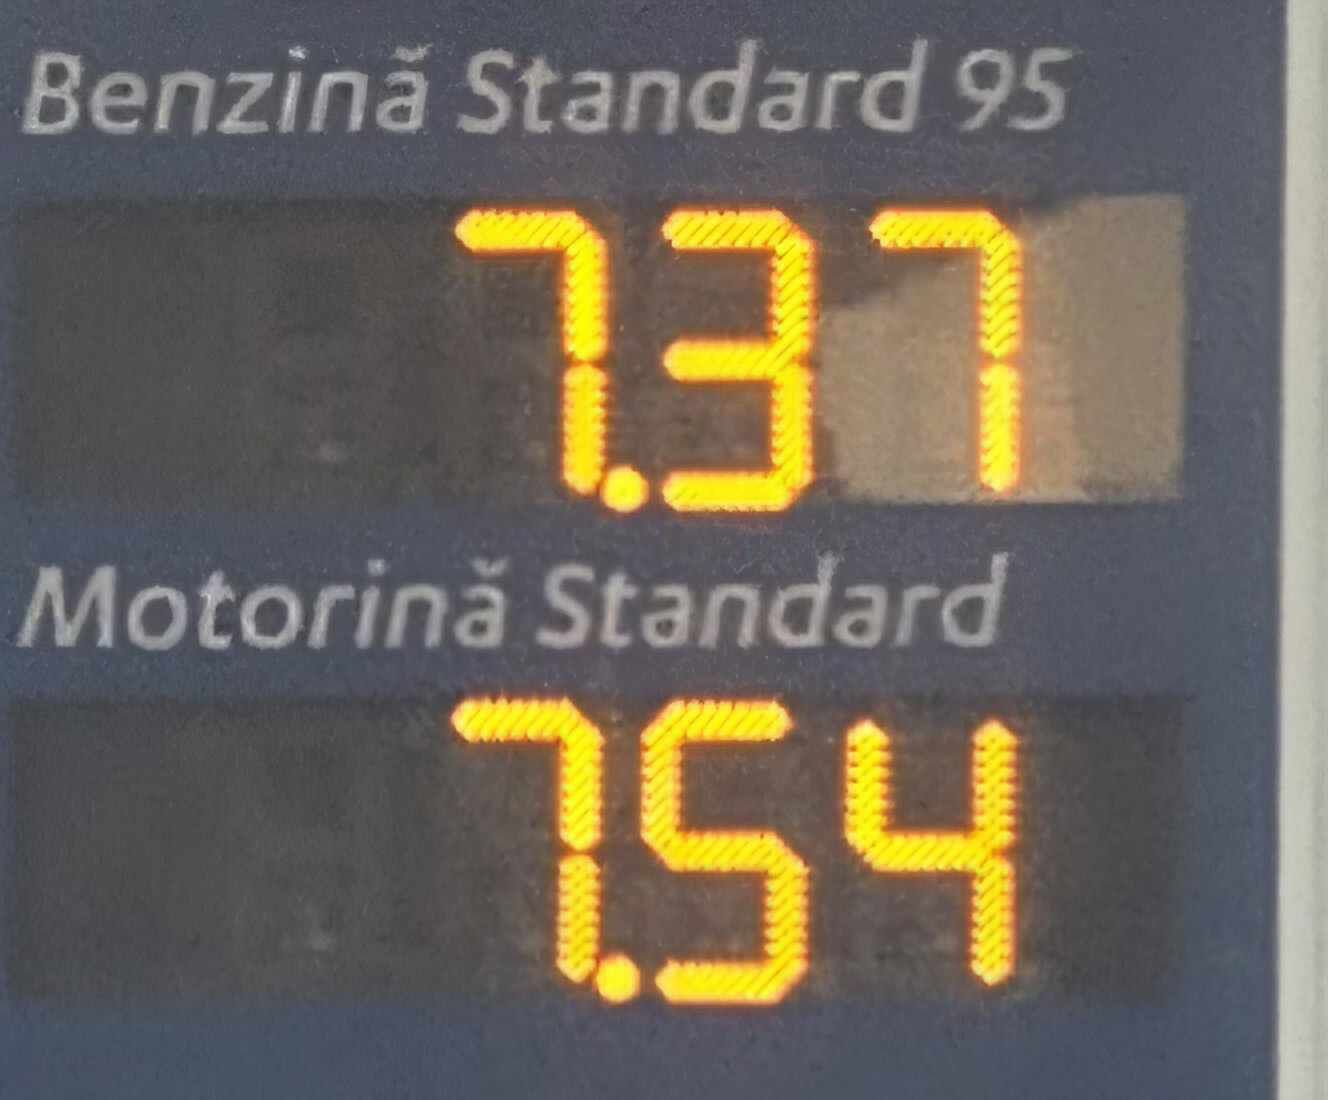 Benzină Standard 95
7.37
Motorină Standard
7.54